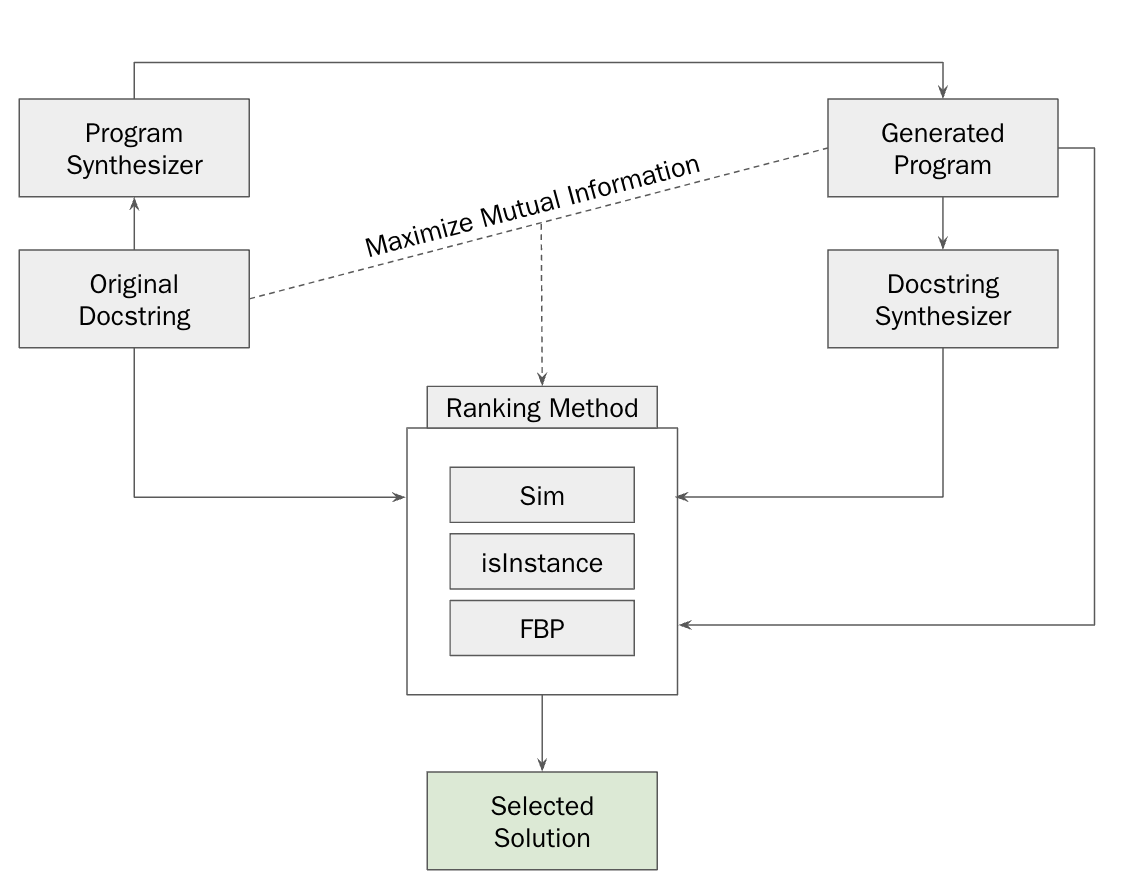 Program
Synthesizer
Generated
Program
Maximize Mutual Information
Original
Docstring
Docstring
Synthesizer
Ranking Method
Sim
isInstance
FBP
Selected
Solution